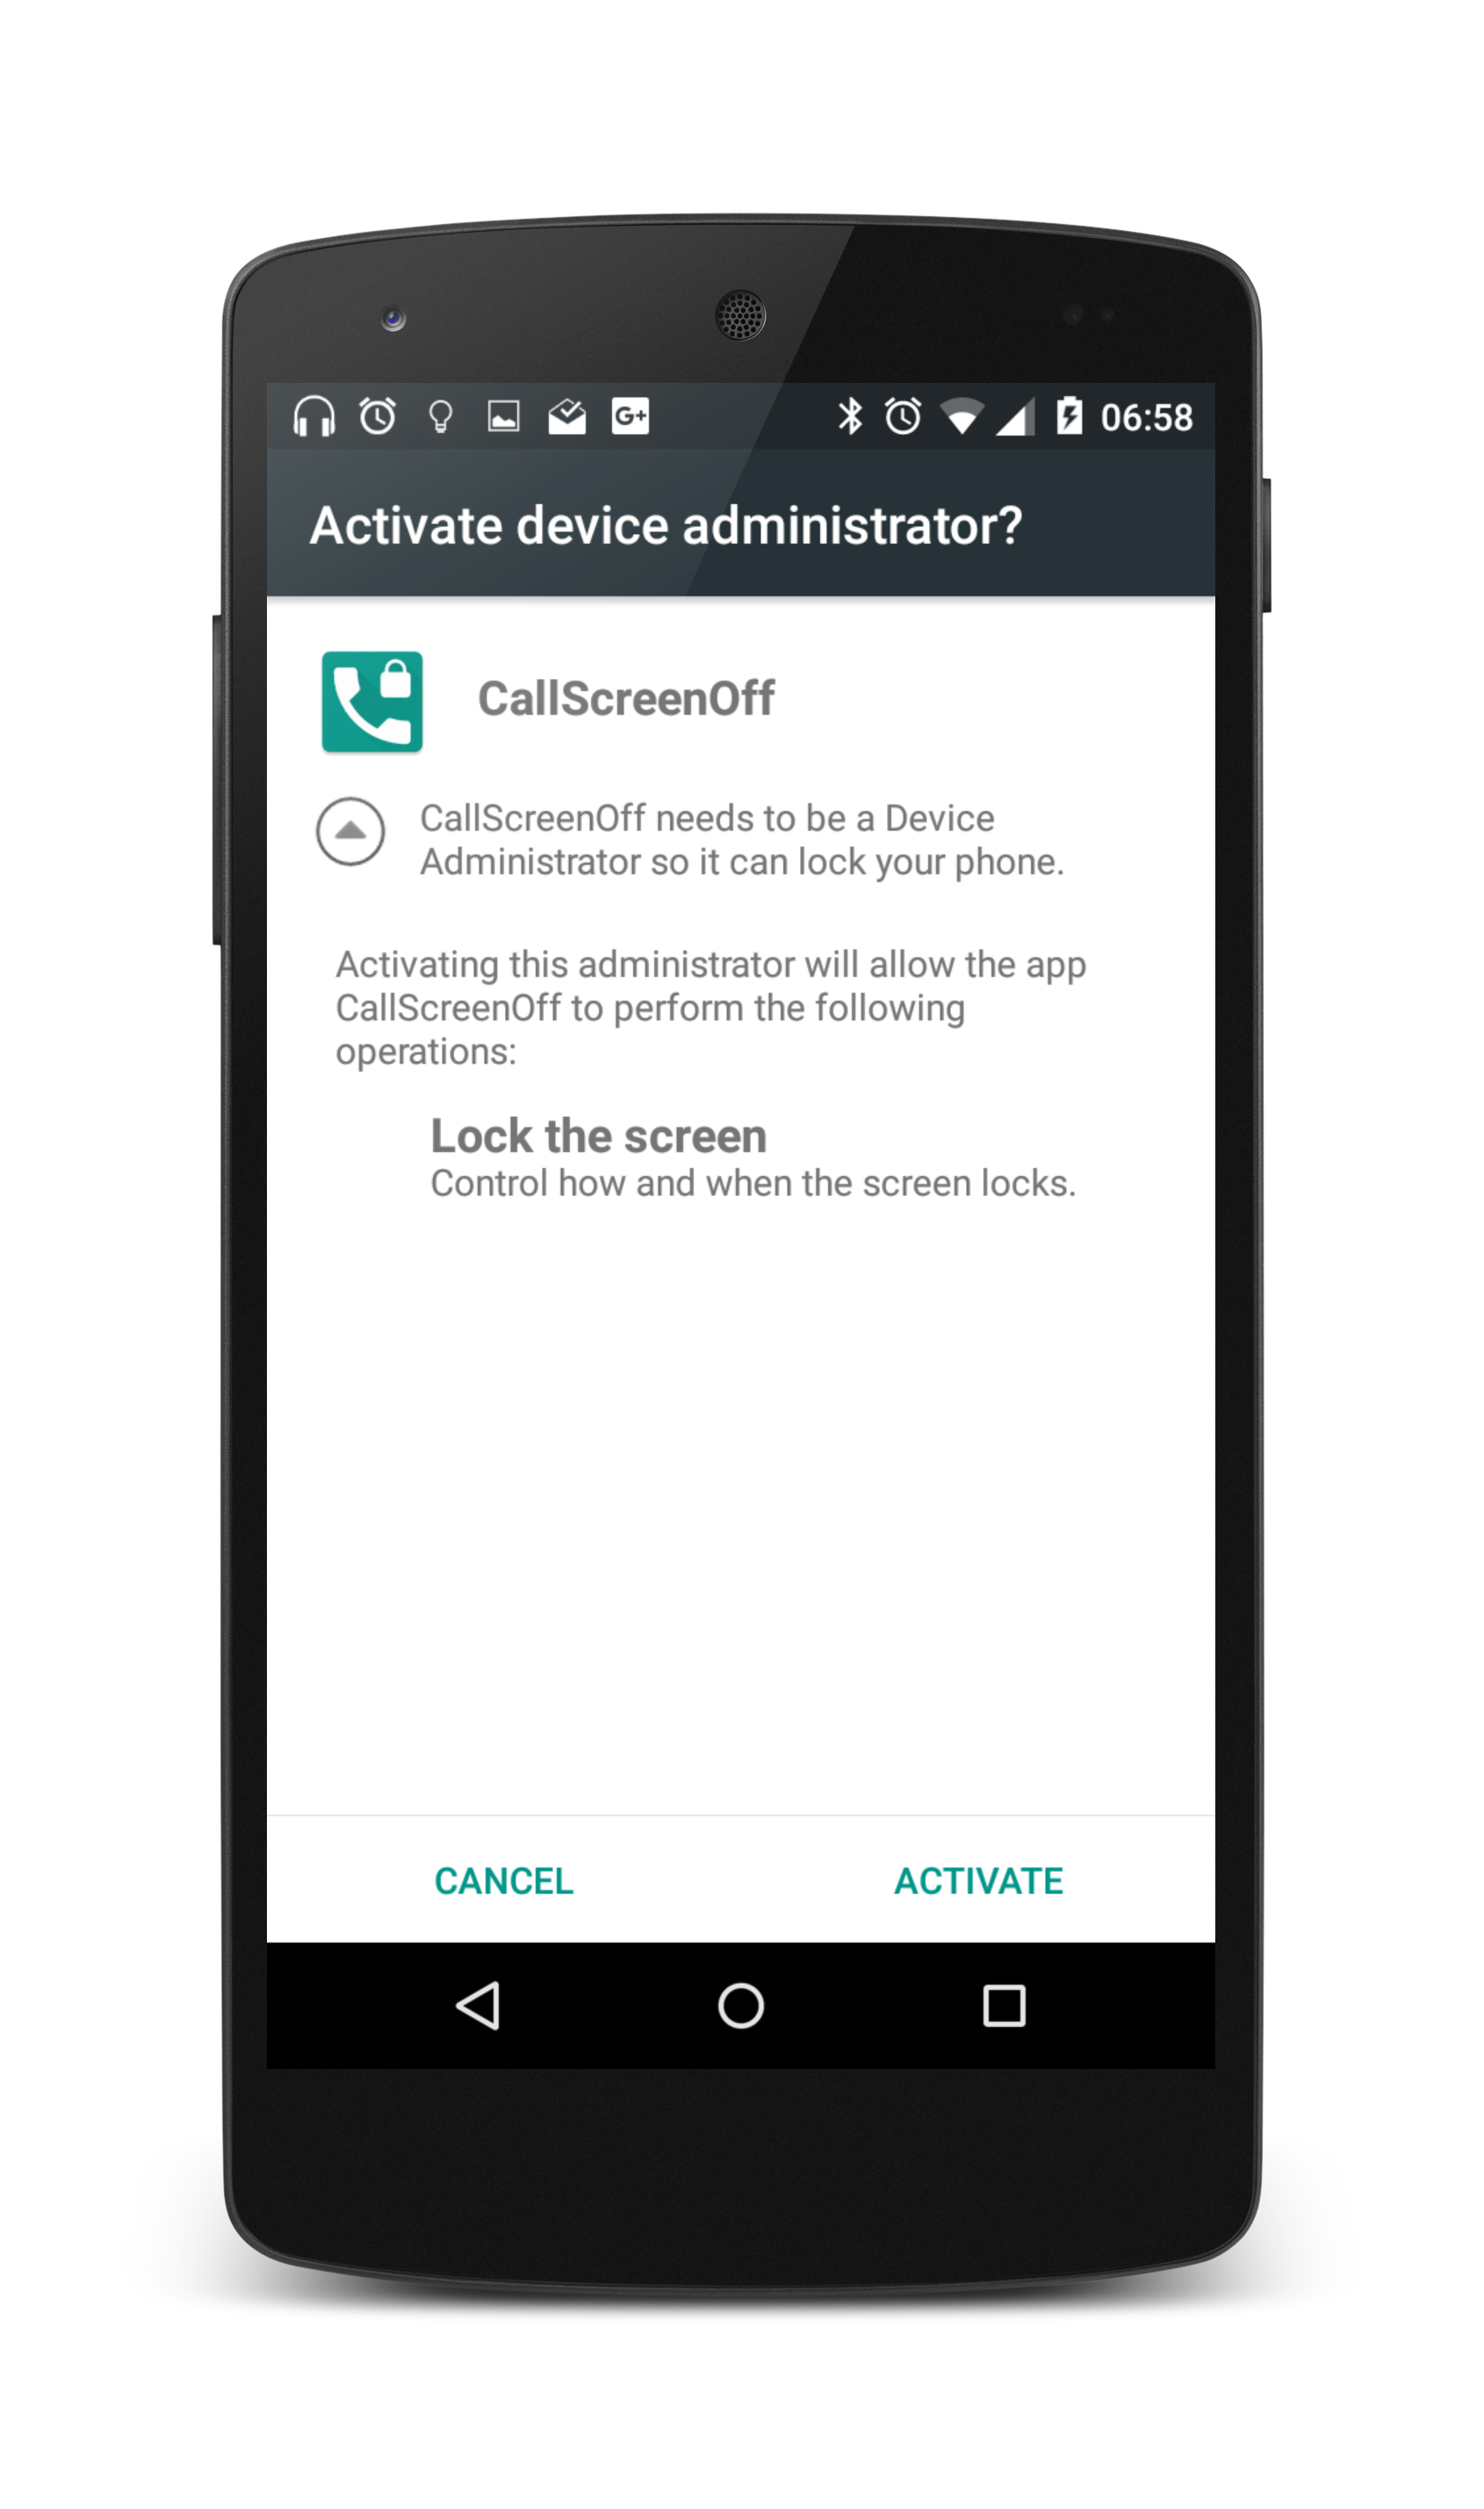 G+ 06:58
Activate device administrator?
CallScreenOff
CallScreenOff needs to be a Device
Administrator so it can lock your phone.
Activating this administrator will allow the app
CallScreenOff to perform the following
operations:
Lock the screen
Control how and when the screen locks.
CANCEL ACTIVATE